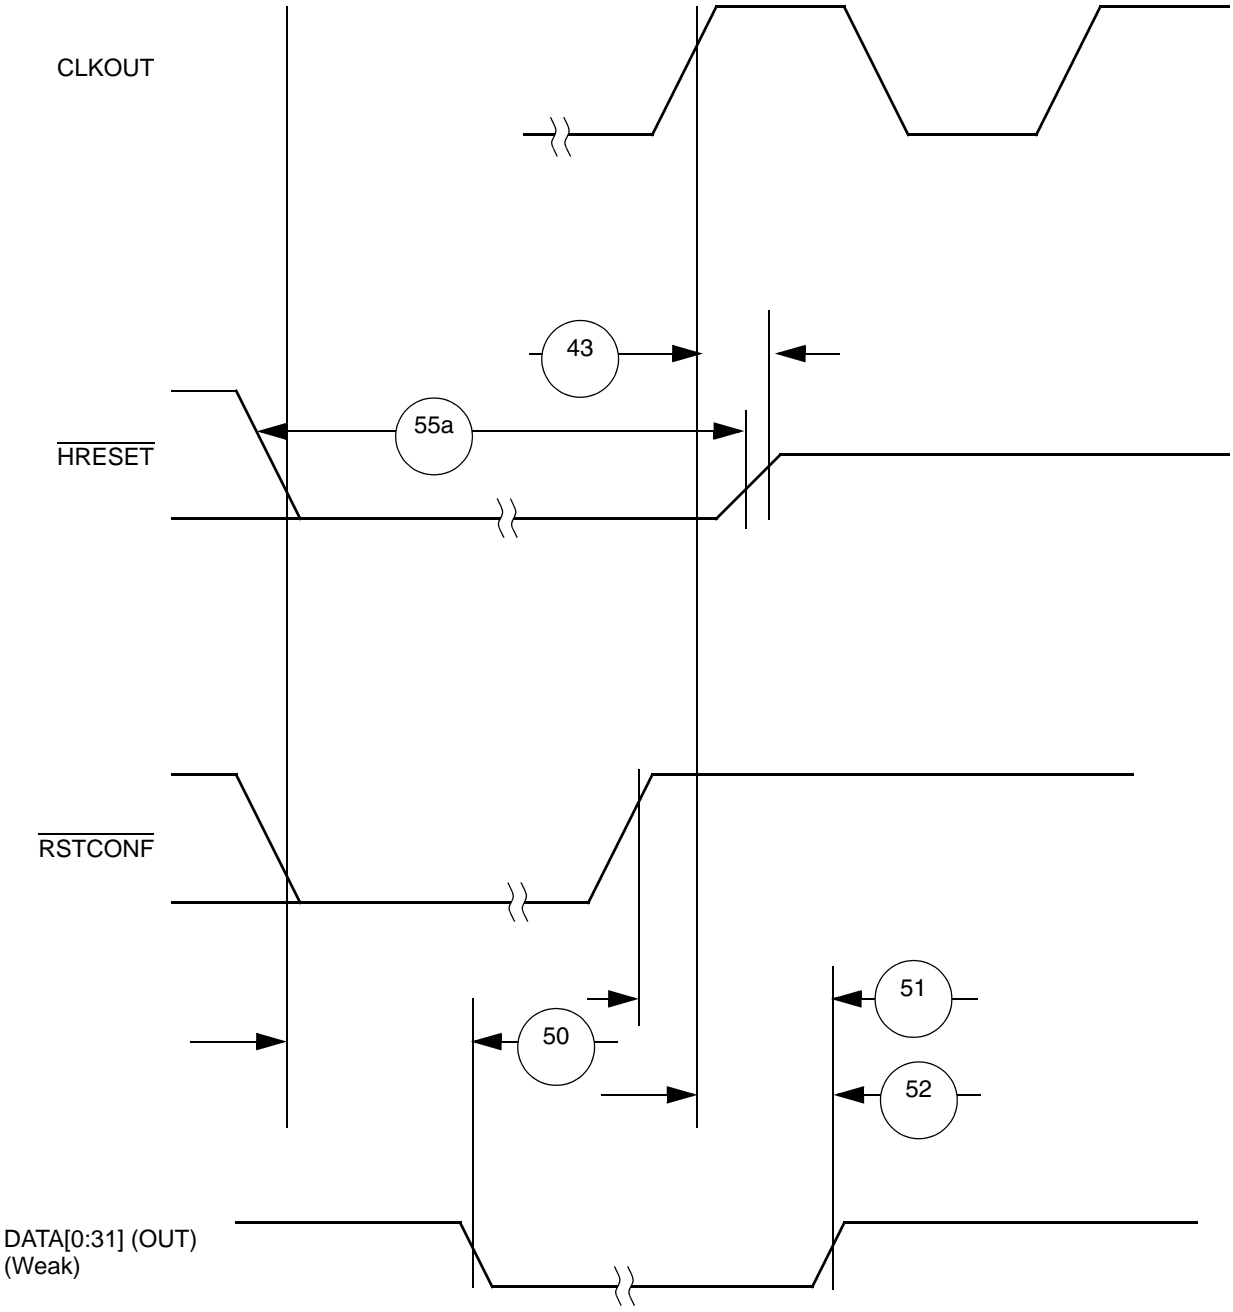 CLKOUT
43
55a
HRESET
RSTCONF
51
50
52
DATA[0:31] (OUT)
(Weak)